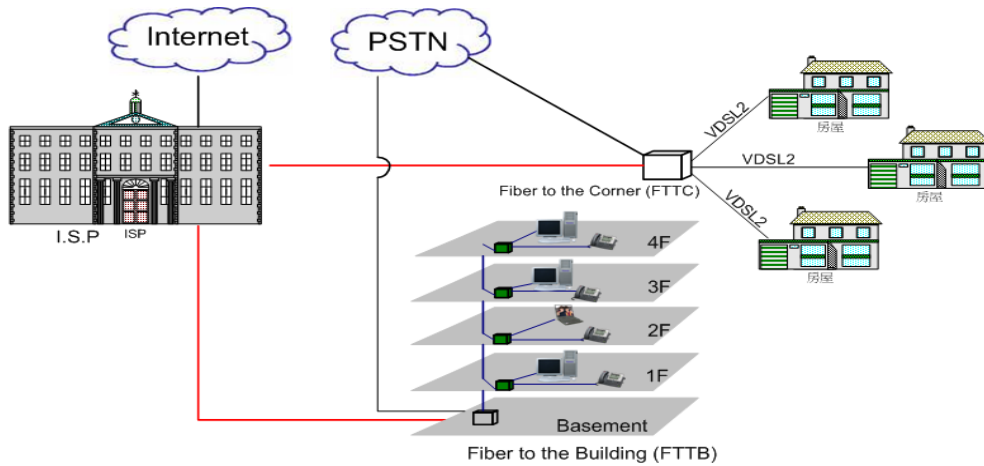 Internet
PSTN
VDSL2
房屋
VDSL2
房屋
Fiber to the Corner (FTTC)
VDSL2
I.S.P
ISP
4F
房屋
3F
2F
1F
Basement
Fiber to the Building (FTTB)